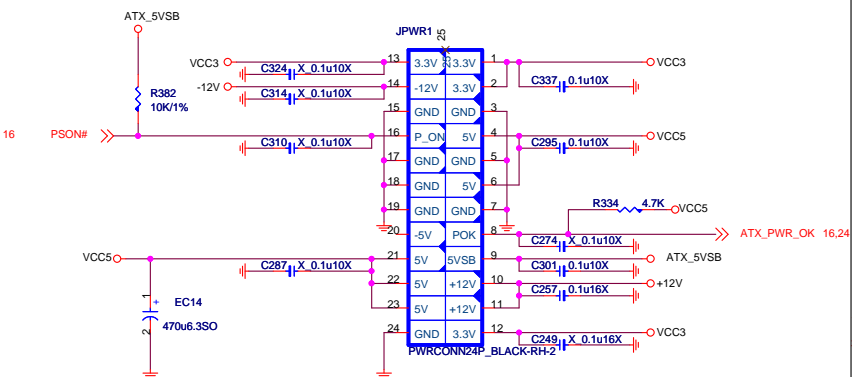 ATX_5VSB
JPWR1
25
25
VCC3
13
3.3V
3.3V
1
VCC3
C324
X_0.1u10X
R382
10K/1%
-12V
14
-12V
3.3V
2
C337
0.1u10X
C314
X_0.1u10X
15
GND
GND
3
16
PSON#
16
P_ON
5V
4
VCC5
C310
X_0.1u10X
C295
0.1u10X
17
GND
GND
5
18
GND
5V
6
19
GND
GND
7
R334
4.7K
VCC5
20
-5V
POK
8
ATX_PWR_OK 16,24
C274
X_0.1u10X
VCC5
21
5V
5VSB
9
ATX_5VSB
C287
X_0.1u10X
C301
0.1u10X
22
5V
+12V
10
+12V
C257
0.1u16X
1
+
EC14
470u6.3SO
2
23
5V
+12V
11
24
GND
3.3V
12
VCC3
C249
X_0.1u16X
PWRCONN24P_BLACK-RH-2